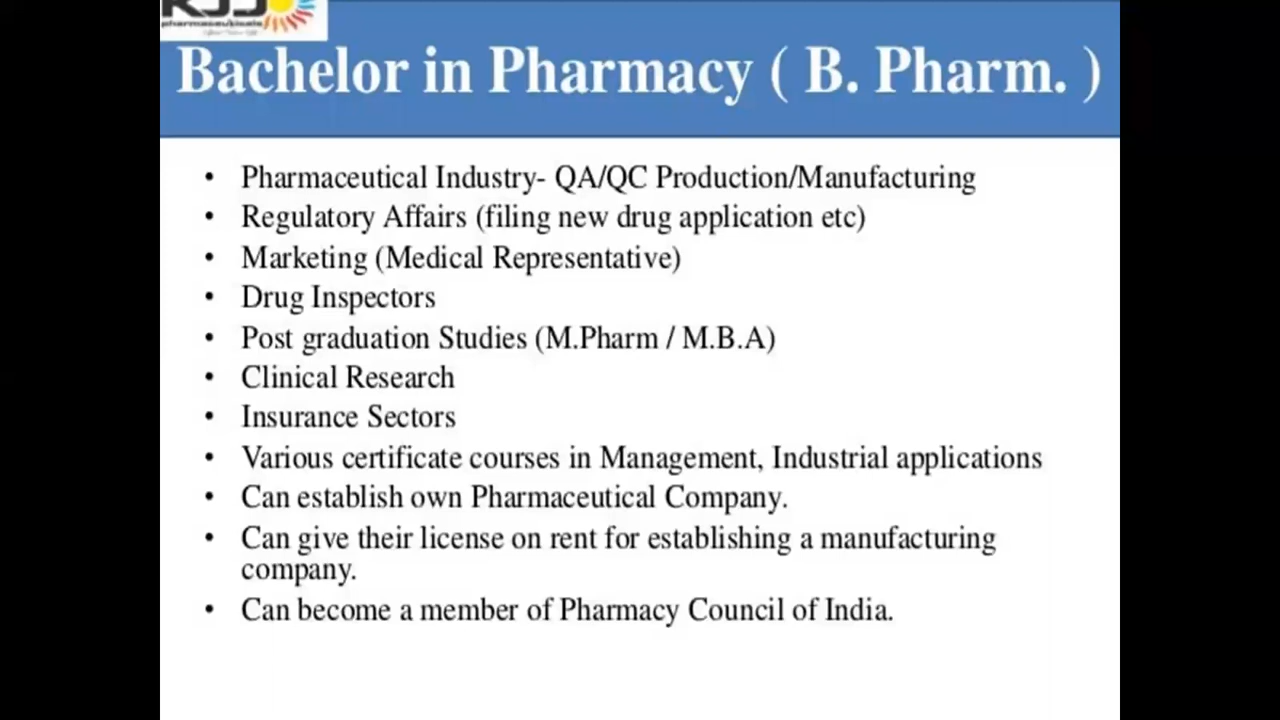 pharmaceuticals
Bachelor in Pharmacy ( B. Pharm. )
• Pharmaceutical Industry- QA/QC Production/Manufacturing
• Regulatory Affairs (filing new drug application etc)
• Marketing (Medical Representative)
• Drug Inspectors
• Post graduation Studies (M.Pharm / M.B.A)
• Clinical Research
• Insurance Sectors
• Various certificate courses in Management, Industrial applications
• Can establish own Pharmaceutical Company.
• Can give their license on rent for establishing a manufacturing
company.
• Can become a member of Pharmacy Council of India.